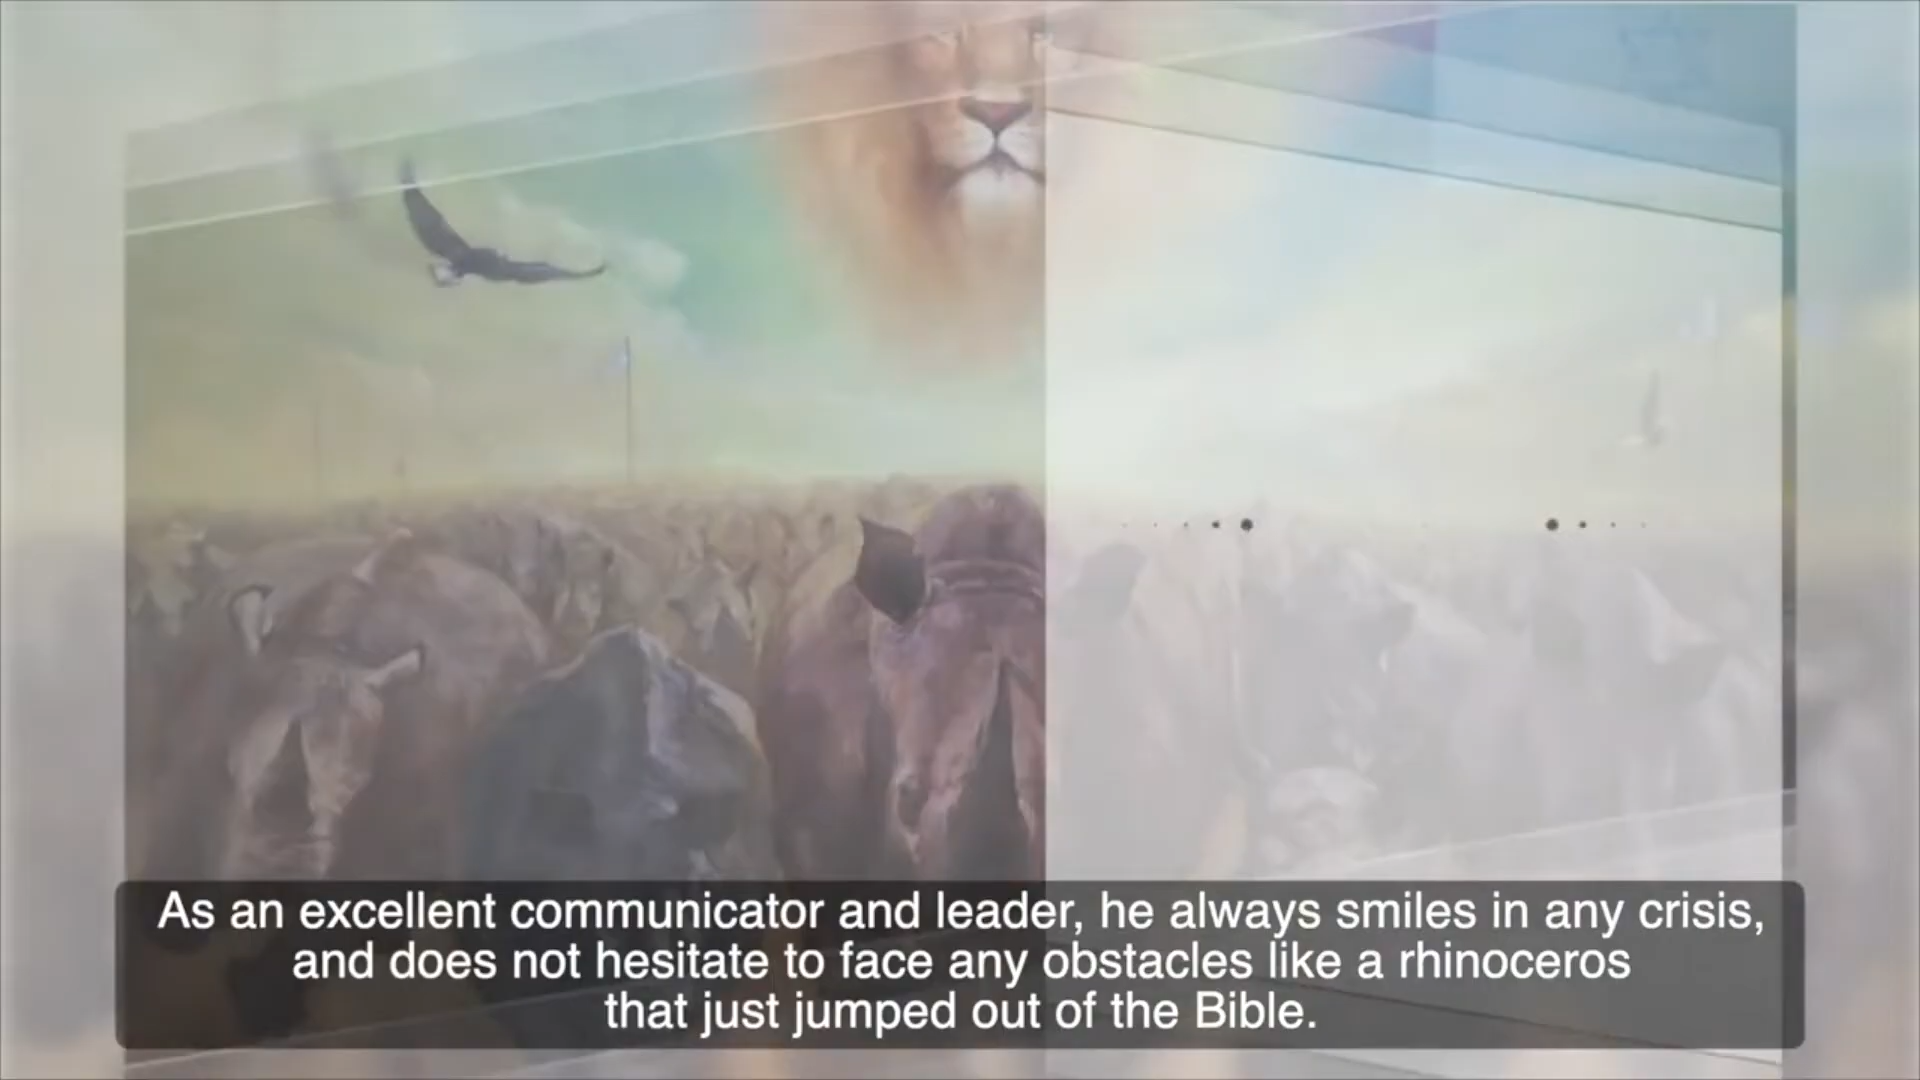 As an excellent communicator and leader, he always smiles in any crisis,
and does not hesitate to face any obstacles like a rhinoceros
that just jumped out of the Bible.